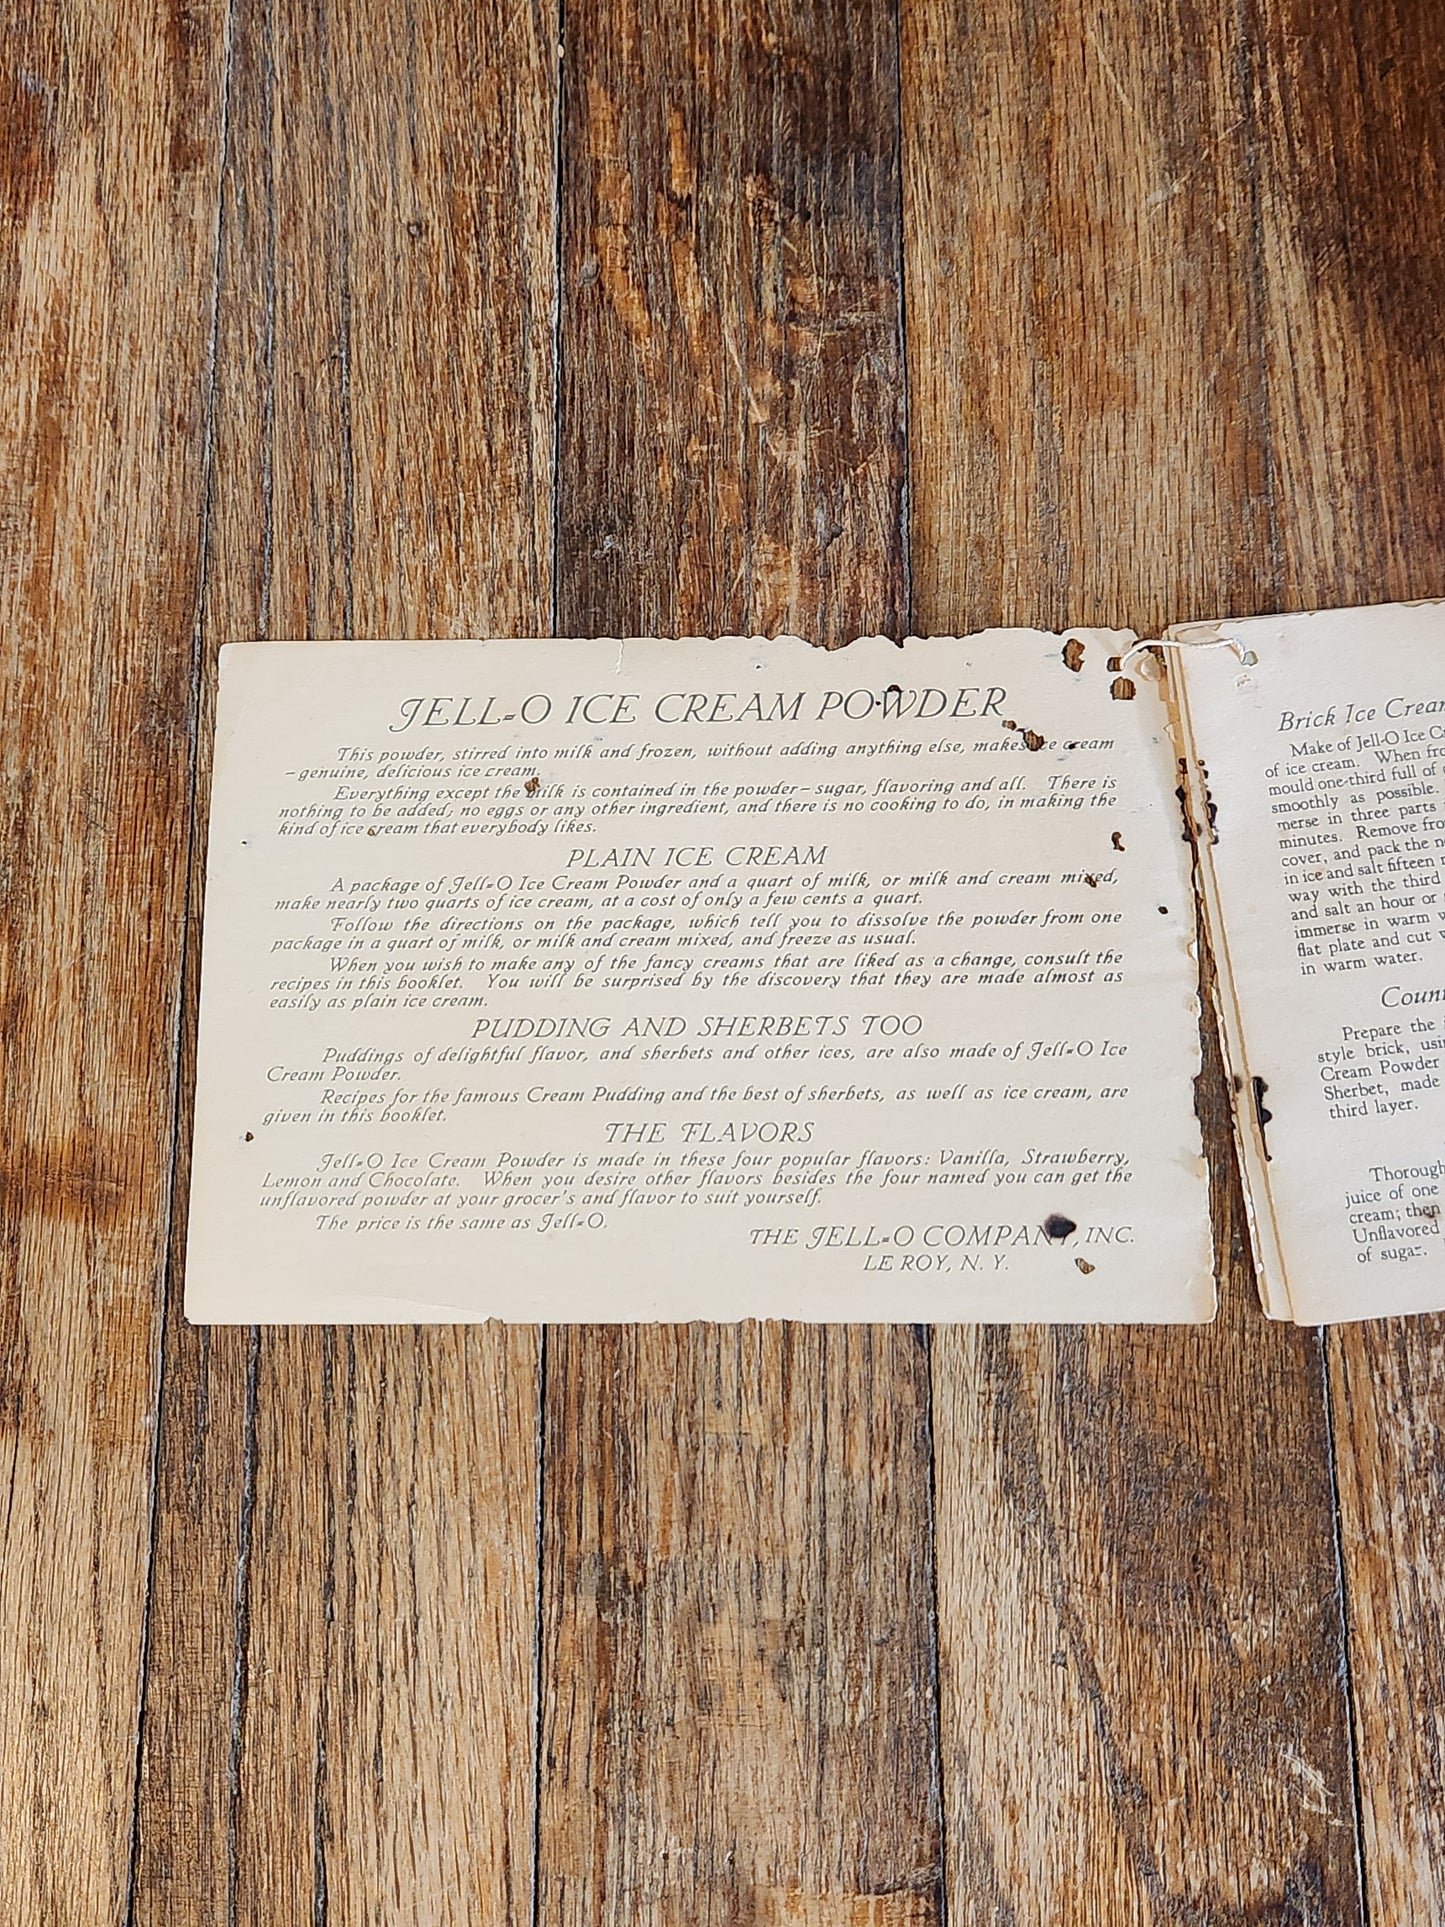 JELL-O ICE CREAM POWDER
This powder, stirred into milk and frozen, without adding anything else, makes ice cream
– genuine, delicious ice cream.
Everything except the milk is contained in the powder – sugar, flavoring and all. There is
nothing to be added; no eggs or any other ingredient, and there is no cooking to do, in making the
kind of ice cream that everybody likes.
PLAIN ICE CREAM
A package of Jell-O Ice Cream Powder and a quart of milk, or milk and cream mixed,
make nearly two quarts of ice cream, at a cost of only a few cents a quart.
Follow the directions on the package, which tell you to dissolve the powder from one
package in a quart of milk, or milk and cream mixed, and freeze as usual.
When you wish to make any of the fancy creams that are liked as a change, consult the
recipes in this booklet. You will be surprised by the discovery that they are made almost as
easily as plain ice cream.
PUDDING AND SHERBETS TOO
Puddings of delightful flavor, and sherbets and other ices, are also made of Jell-O Ice
Cream Powder.
Recipes for the famous Cream Pudding and the best of sherbets, as well as ice cream, are
given in this booklet.
THE FLAVORS
Jell-O Ice Cream Powder is made in these four popular flavors: Vanilla, Strawberry,
Lemon and Chocolate. When you desire other flavors besides the four named you can get the
unflavored powder at your grocer's and flavor to suit yourself.
The price is the same as Jell-O.
THE JELL-O COMPANY, INC.
LE ROY, N. Y.
Brick Ice Cream
Make of Jell-O Ice
of ice cream. When
mould one-third full of
smoothly as possible.
merse in three parts
minutes. Remove from
cover, and pack the
in ice and salt fifteen
way with the third
and salt an hour or
immerse in warm
flat plate and cut
in warm water.
Prepare the
style brick,
Cream Powder
Sherbet, made
third layer.
juice of one
cream; then
Unflavored
of sugar.